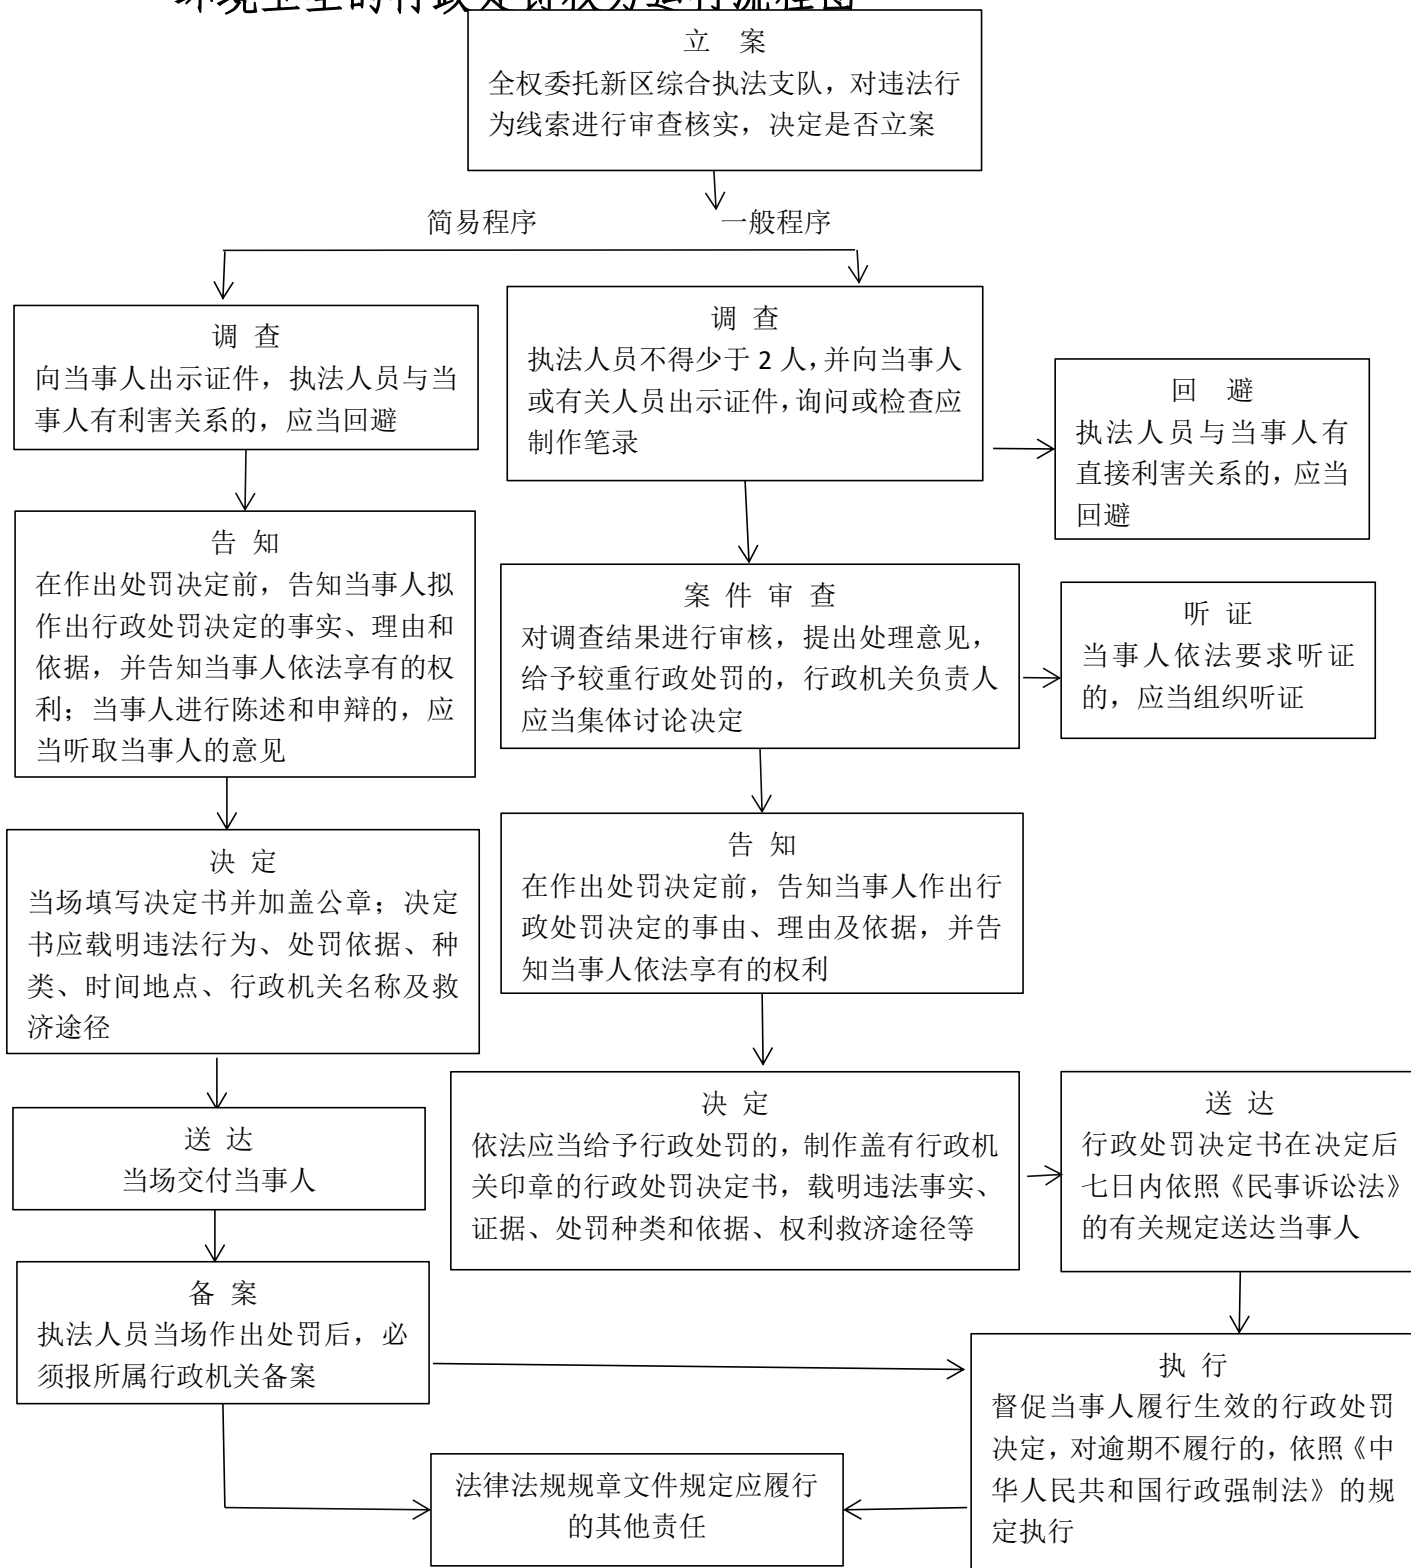 环境卫生的行政处罚权力运行流程图
立 案
全权委托新区综合执法支队，对违法行
为线索进行审查核实，决定是否立案
简易程序
一般程序
调 查
向当事人出示证件，执法人员与当
事人有利害关系的，应当回避
调 查
执法人员不得少于 2 人，并向当事人
或有关人员出示证件，询问或检查应
制作笔录
回 避
执法人员与当事人有
直接利害关系的，应当
回避
告 知
在作出处罚决定前，告知当事人拟
作出行政处罚决定的事实、理由和
依据，并告知当事人依法享有的权
利；当事人进行陈述和申辩的，应
当听取当事人的意见
案 件 审 查
对调查结果进行审核，提出处理意见，
给予较重行政处罚的，行政机关负责人
应当集体讨论决定
听 证
当事人依法要求听证
的，应当组织听证
决 定
当场填写决定书并加盖公章；决定
书应载明违法行为、处罚依据、种
类、时间地点、行政机关名称及救
济途径
告 知
在作出处罚决定前，告知当事人作出行
政处罚决定的事由、理由及依据，并告
知当事人依法享有的权利
送 达
当场交付当事人
决 定
依法应当给予行政处罚的，制作盖有行政机
关印章的行政处罚决定书，载明违法事实、
证据、处罚种类和依据、权利救济途径等
送 达
行政处罚决定书在决定后
七日内依照《民事诉讼法》
的有关规定送达当事人
备 案
执法人员当场作出处罚后，必
须报所属行政机关备案
执 行
督促当事人履行生效的行政处罚
决定，对逾期不履行的，依照《中
华人民共和国行政强制法》的规
定执行
法律法规规章文件规定应履行
的其他责任